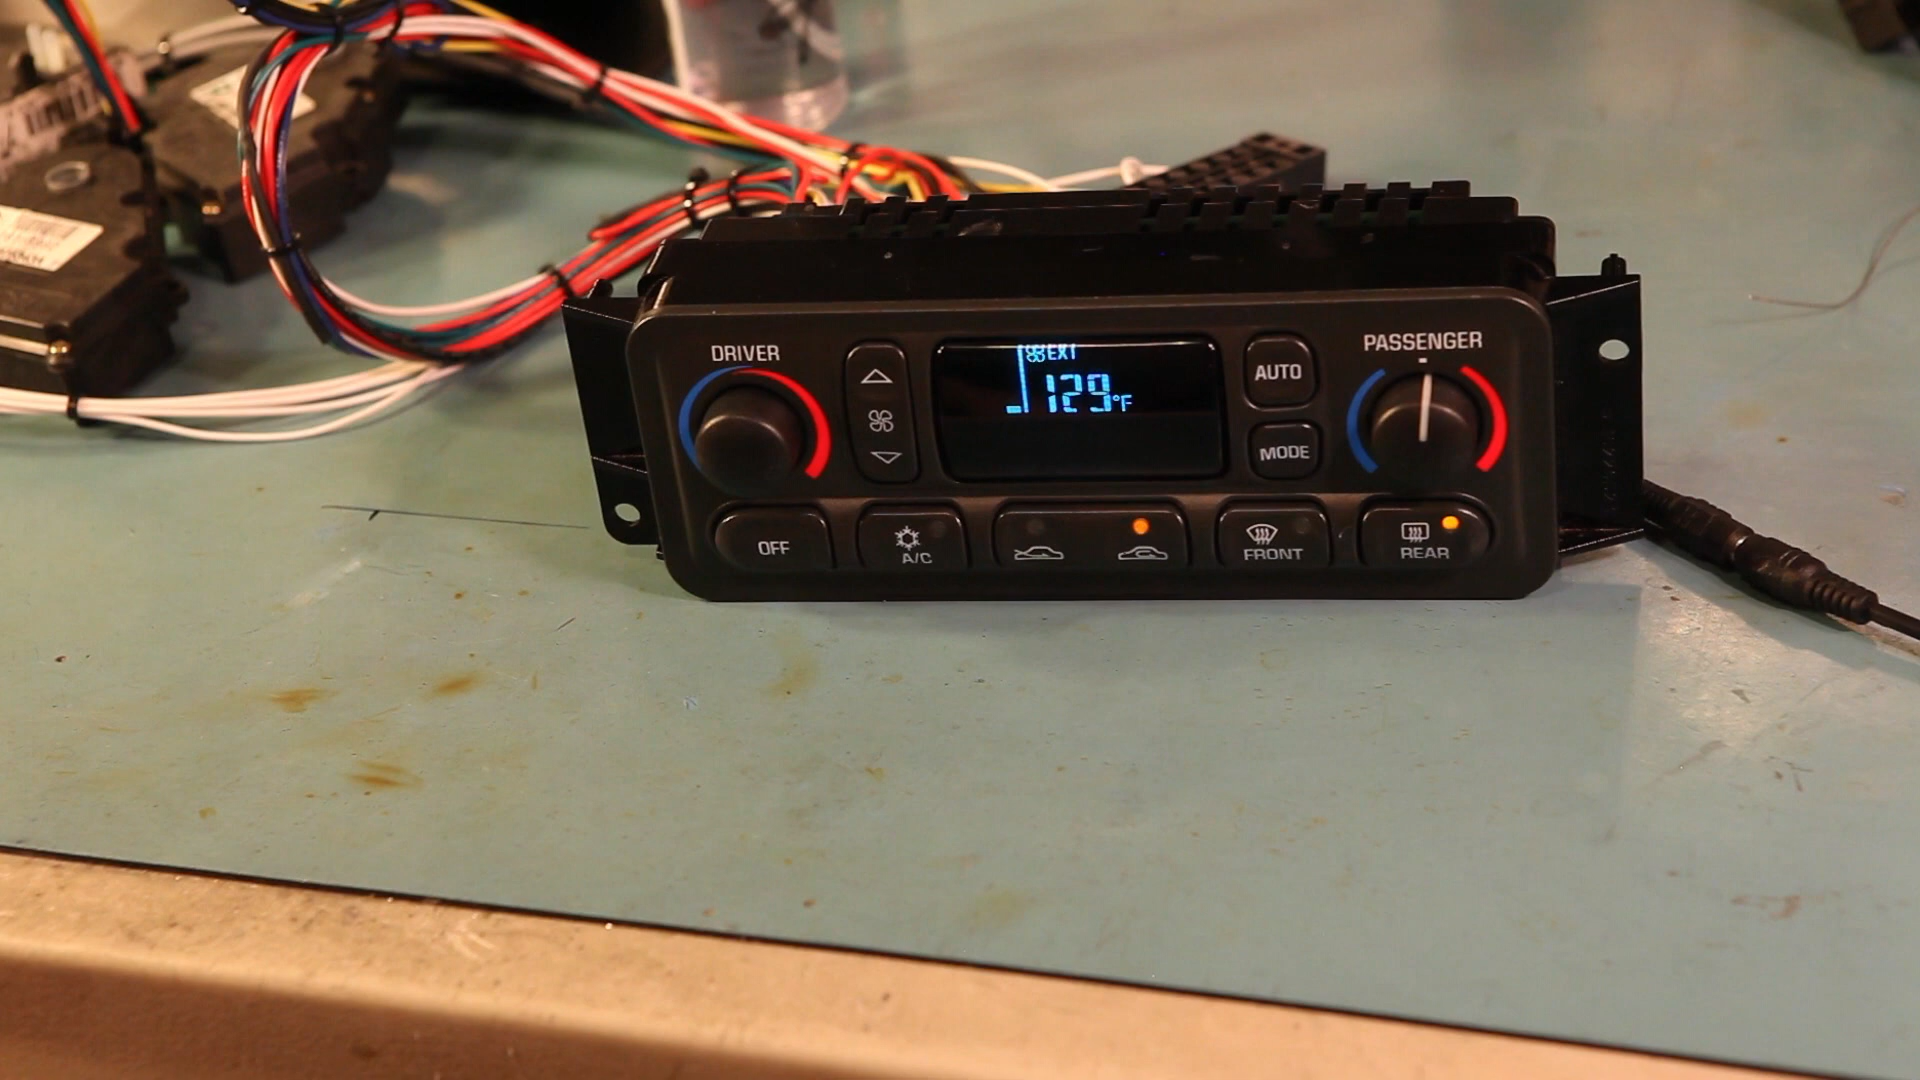 DRIVER
EXT
129°F
AUTO
MODE
PASSENGER
OFF
A/C
FRONT
REAR